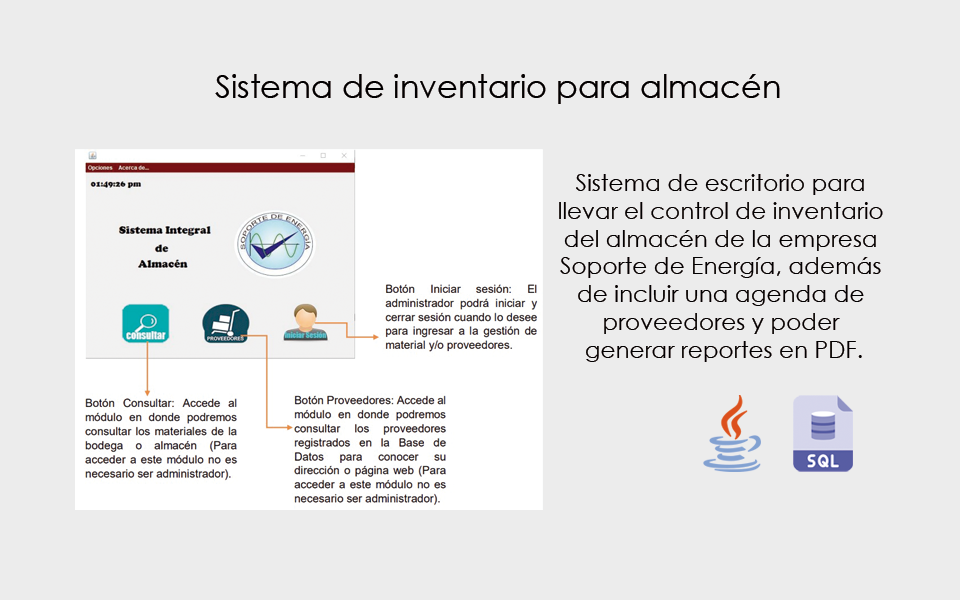 Sistema de inventario para almacén
Opciones Acerca de...
01:49:26 pm
Sistema Integral
de
Almacén
SOPORTE DE ENERGÍA
consultar
PROVEEDORES
Iniciar sesión
Botón Iniciar sesión: El
administrador podrá iniciar y
cerrar sesión cuando lo desee
para ingresar a la gestión de
material y/o proveedores.
Botón Consultar: Accede al
módulo en donde podremos
consultar los materiales de la
bodega o almacén (Para
acceder a este módulo no es
necesario ser administrador).
Botón Proveedores: Accede al
módulo en donde podremos
consultar los proveedores
registrados en la Base de
Datos para conocer su
dirección o página web (Para
acceder a este módulo no es
necesario ser administrador).
Sistema de escritorio para
llevar el control de inventario
del almacén de la empresa
Soporte de Energía, además
de incluir una agenda de
proveedores y poder
generar reportes en PDF.
SQL